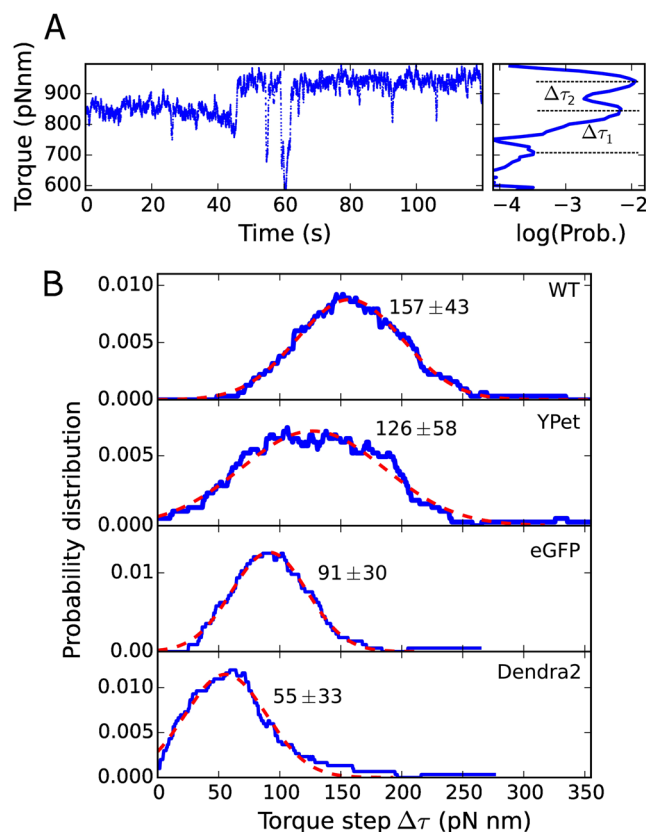 A
Torque (pNnm)
900
800
700
600
0 20 40 60 80 100
Time (s)
Δτ₂
Δτ₁
−4 −3 −2
log(Prob.)
B
Probability distribution
0.010
0.005
0.000
157±43
WT
0.005
0.000
126±58
YPet
0.01
0.00
91±30
eGFP
0.010
0.005
0.000
55±33
Dendra2
0 50 100 150 200 250 300 350
Torque step Δτ (pN nm)